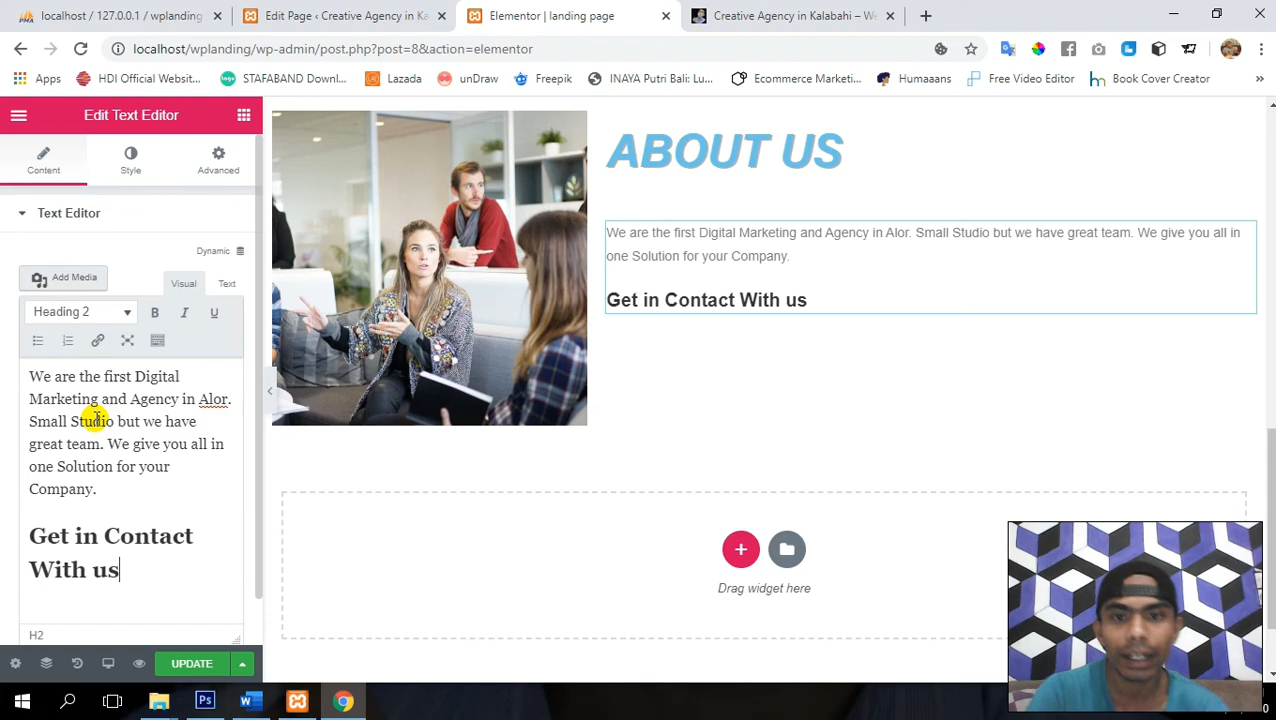 localhost / 127.0.0.1 / wplanding
Edit Page ‹ Creative Agency in Ka
Elementor | landing page
Creative Agency in Kalabahi – We
localhost/wplanding/wp-admin/post.php?post=8&action=elementor
Apps
HDI Official Websit...
STAFABAND Downl...
Lazada
unDraw
Freepik
INAYA Putri Bali: Lu...
Ecommerce Marketi...
Humaaans
Free Video Editor
Book Cover Creator
»
Edit Text Editor
Content
Style
Advanced
Text Editor
Dynamic
Add Media
Visual
Text
Heading 2
B I U
We are the first Digital
Marketing and Agency in Alor.
Small Studio but we have
great team. We give you all in
one Solution for your
Company.
Get in Contact
With us
H2
UPDATE
ABOUT US
We are the first Digital Marketing and Agency in Alor. Small Studio but we have great team. We give you all in
one Solution for your Company.
Get in Contact With us
Drag widget here